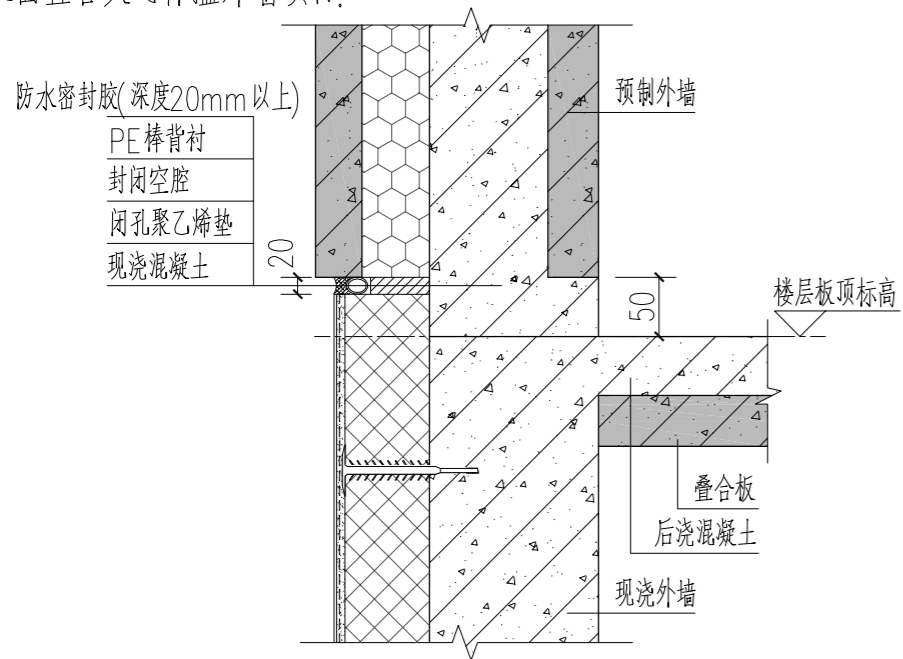 防水密封胶(深度20mm以上)
PE棒背衬
封闭空腔
闭孔聚乙烯垫
现浇混凝土
20
预制外墙
50
楼层板顶标高
叠合板
后浇混凝土
现浇外墙